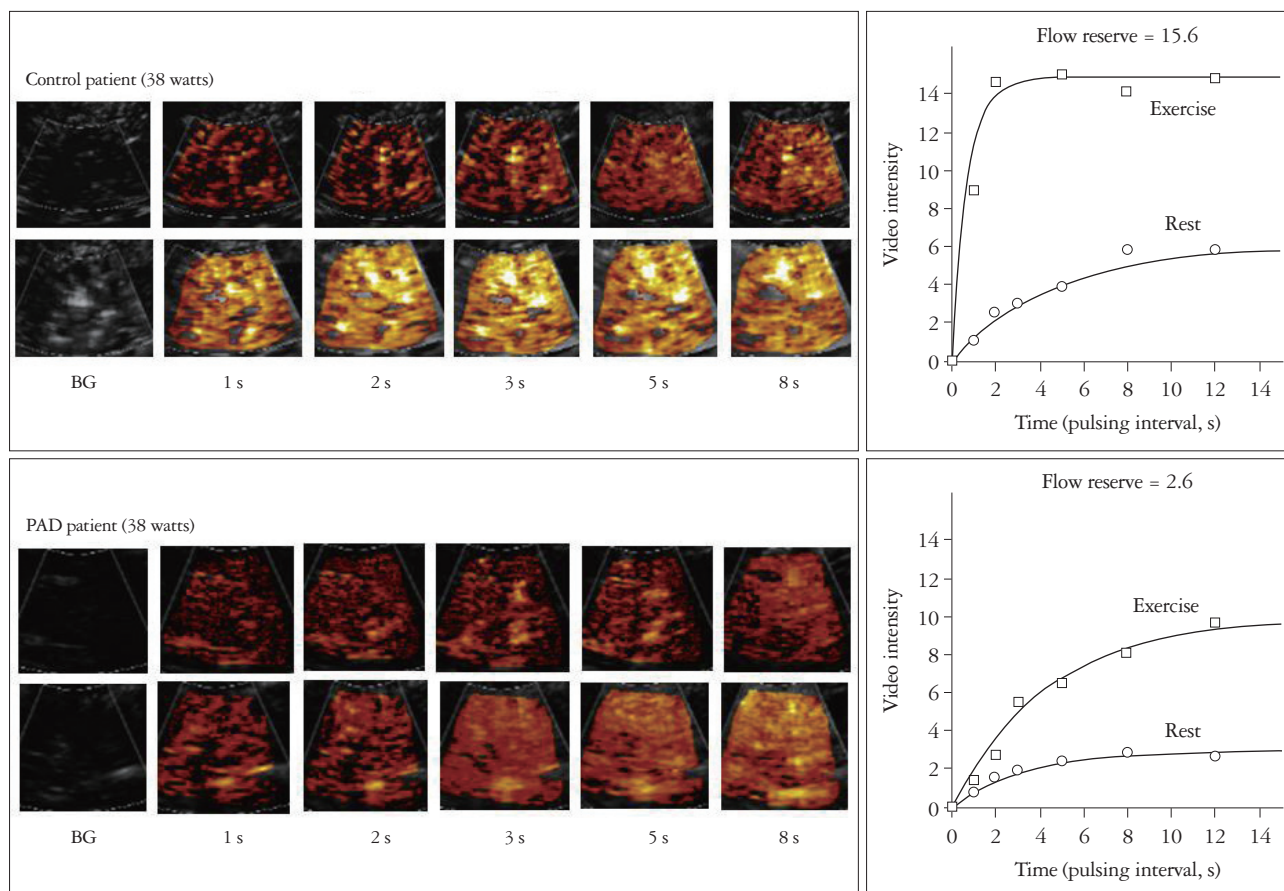 Control patient (38 watts)
BG 1 s 2 s 3 s 5 s 8 s
Flow reserve = 15.6
Video intensity
14
12
10
8
6
4
2
0
Exercise
Rest
0 2 4 6 8 10 12 14
Time (pulsing interval, s)
PAD patient (38 watts)
BG 1 s 2 s 3 s 5 s 8 s
Flow reserve = 2.6
Video intensity
14
12
10
8
6
4
2
0
Exercise
Rest
0 2 4 6 8 10 12 14
Time (pulsing interval, s)